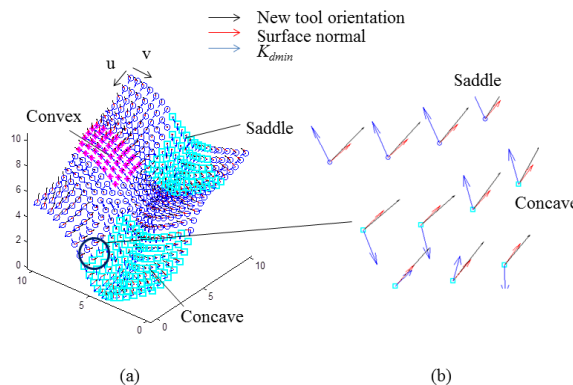 New tool orientation
Surface normal
K_dmin
u
v
Convex
Saddle
Saddle
10
8
6
4
2
0
10
5
0
0
5
10
Concave
Concave
(a)
(b)